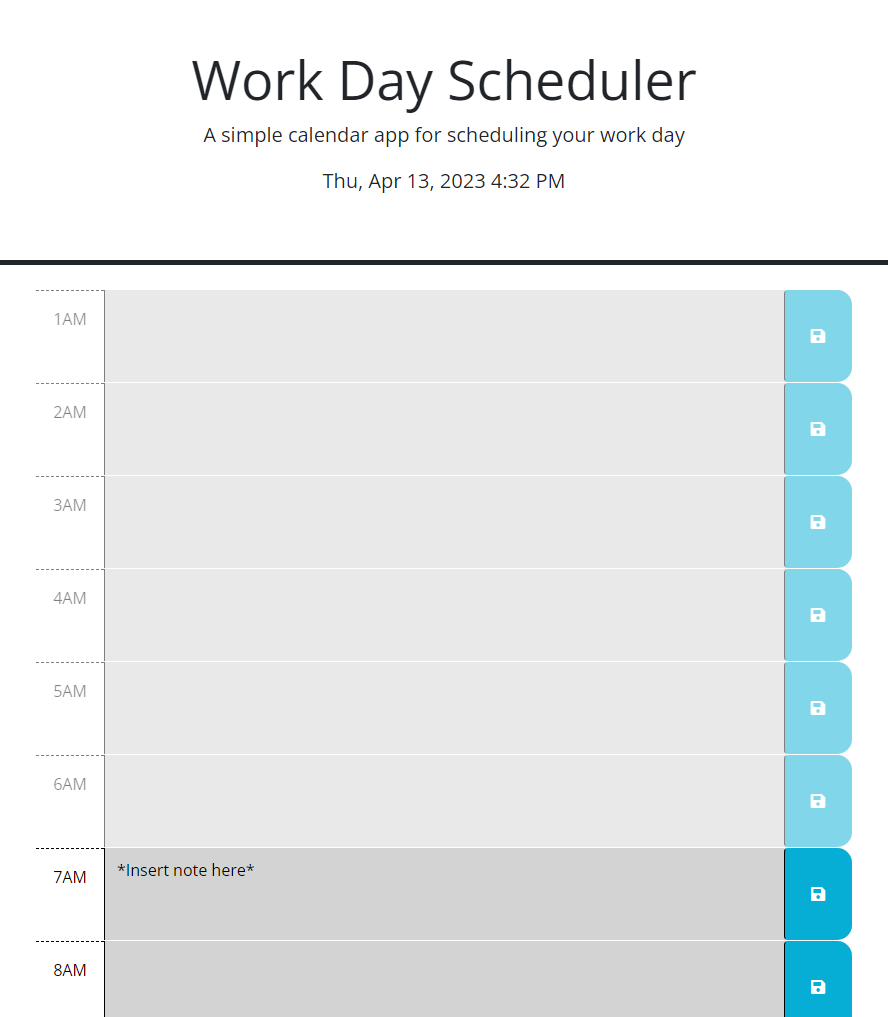 Work Day Scheduler
A simple calendar app for scheduling your work day
Thu, Apr 13, 2023 4:32 PM
1AM
2AM
3AM
4AM
5AM
6AM
7AM
*Insert note here*
8AM